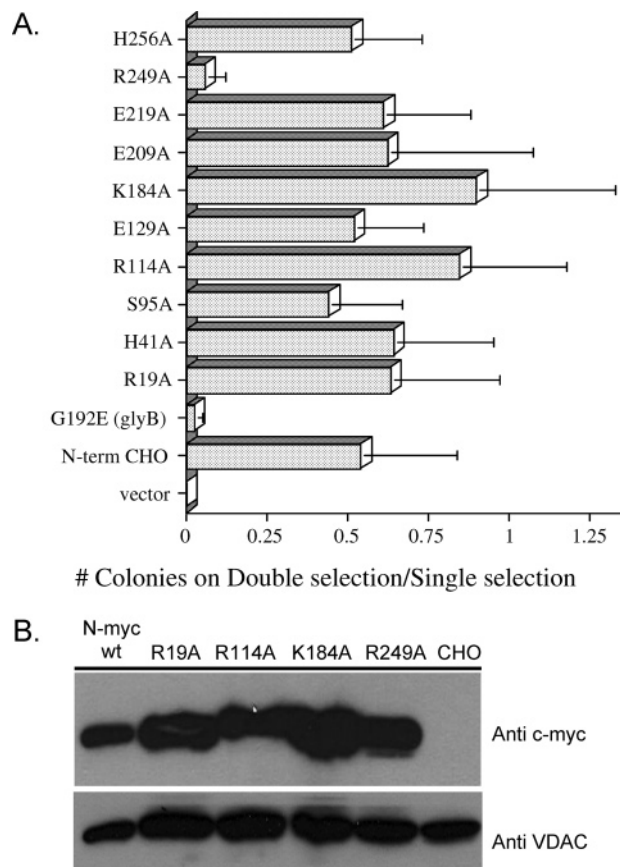 A.
H256A
R249A
E219A
E209A
K184A
E129A
R114A
S95A
H41A
R19A
G192E (glyB)
N-term CHO
vector
0 0.25 0.5 0.75 1 1.25
# Colonies on Double selection/Single selection
B.
N-myc
wt R19A R114A K184A R249A CHO
Anti c-myc
Anti VDAC